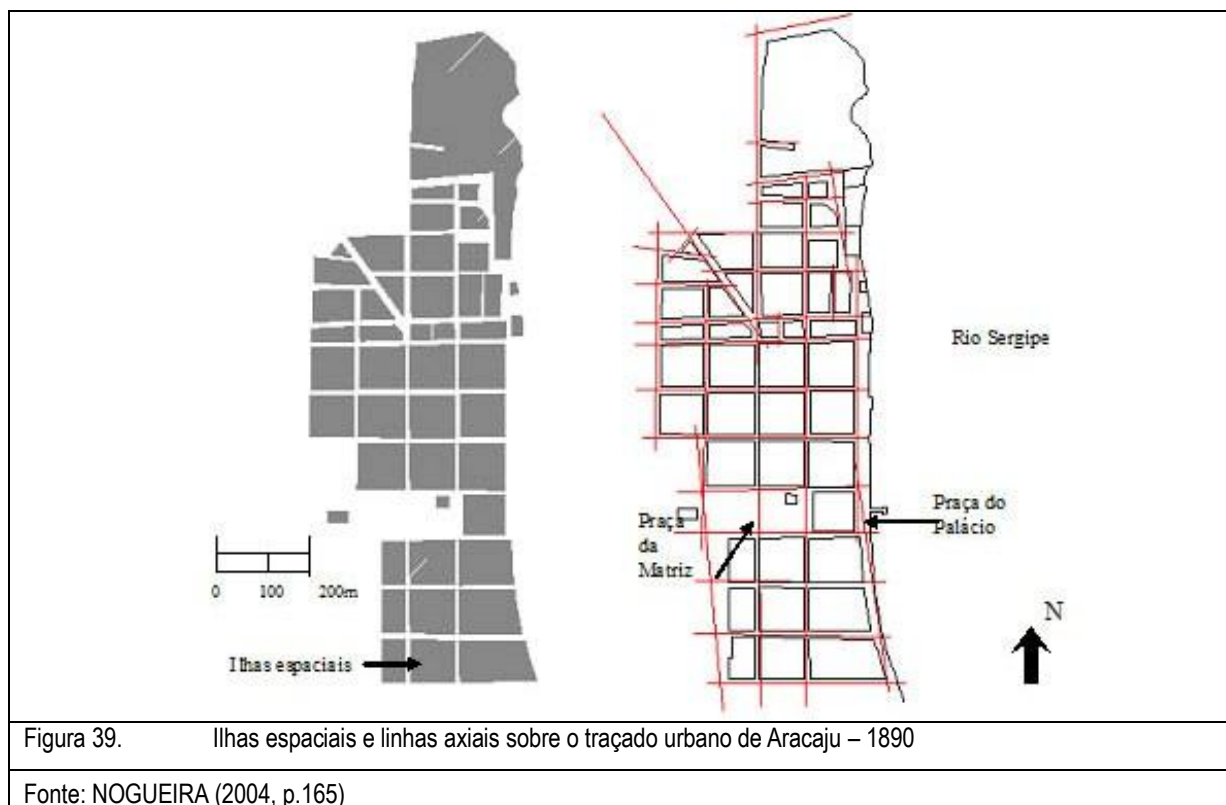 Rio Sergipe
Praça do
Palácio
Praça
da
Matriz
0 100 200m
N
Ilhas espaciais
Figura 39. Ilhas espaciais e linhas axiais sobre o traçado urbano de Aracaju – 1890
Fonte: NOGUEIRA (2004, p.165)